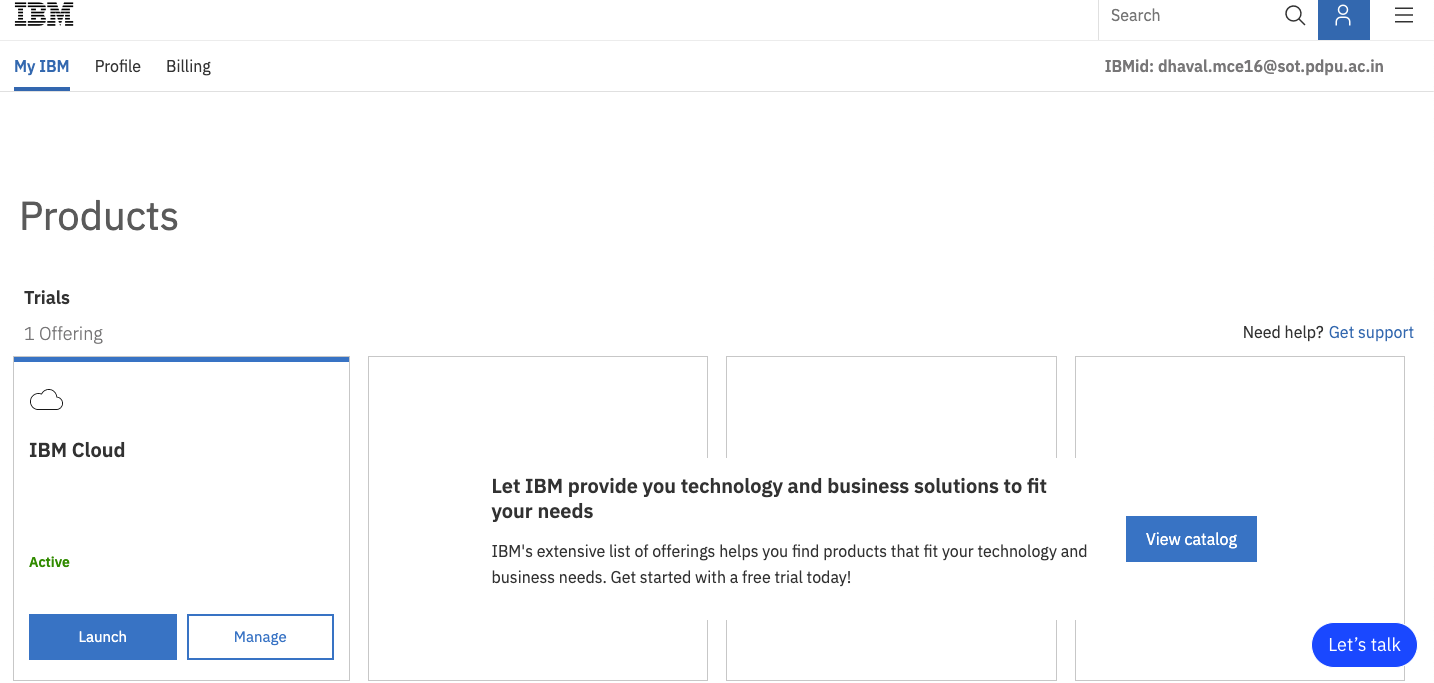 IBM
Search
My IBM Profile Billing
IBMid: dhaval.mce16@sot.pdpu.ac.in
Products
Trials
1 Offering
Need help? Get support
IBM Cloud
Let IBM provide you technology and business solutions to fit
your needs
IBM's extensive list of offerings helps you find products that fit your technology and
business needs. Get started with a free trial today!
View catalog
Active
Launch
Manage
Let's talk